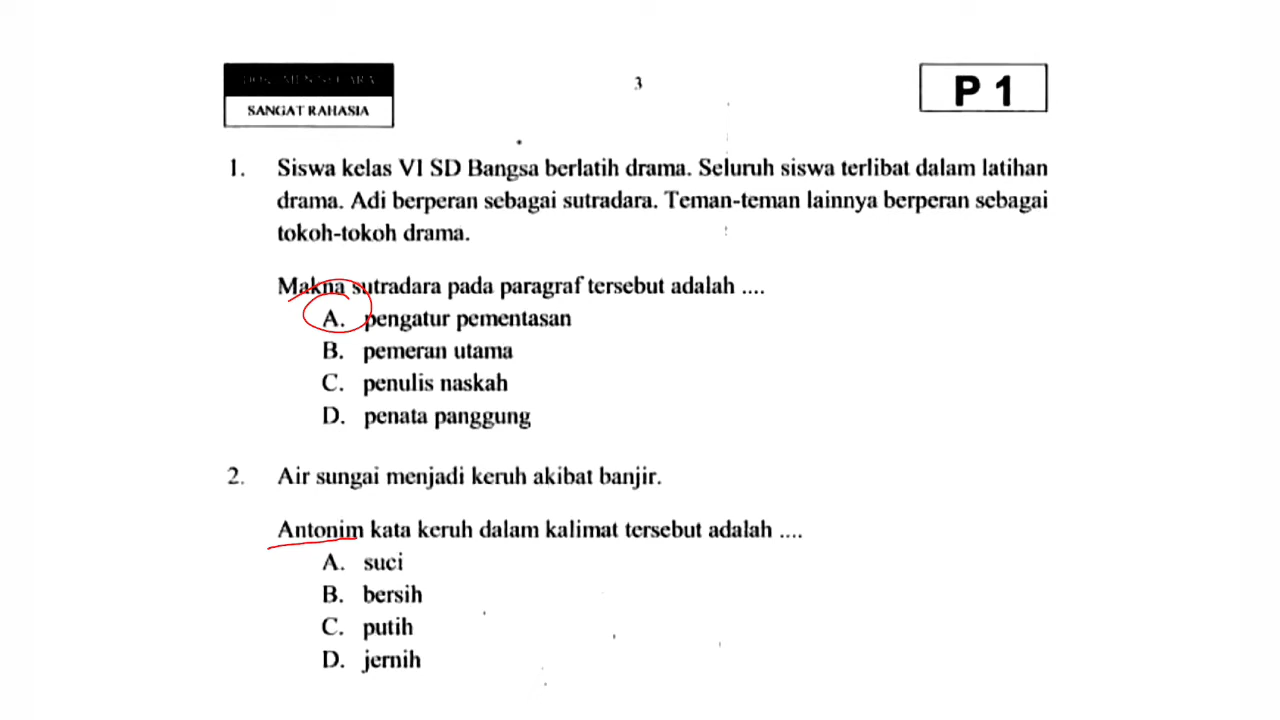 SANGAT RAHASIA
3
P 1
1. Siswa kelas VI SD Bangsa berlatih drama. Seluruh siswa terlibat dalam latihan
drama. Adi berperan sebagai sutradara. Teman-teman lainnya berperan sebagai
tokoh-tokoh drama.
Makna sutradara pada paragraf tersebut adalah ....
A. pengatur pementasan
B. pemeran utama
C. penulis naskah
D. penata panggung
2. Air sungai menjadi keruh akibat banjir.
Antonim kata keruh dalam kalimat tersebut adalah ....
A. suci
B. bersih
C. putih
D. jernih